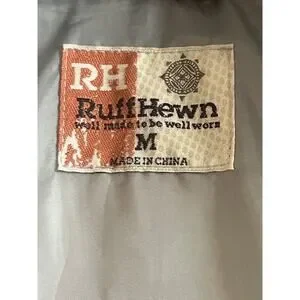 RH
RuffHewn
well made to be well worn
M
MADE IN CHINA